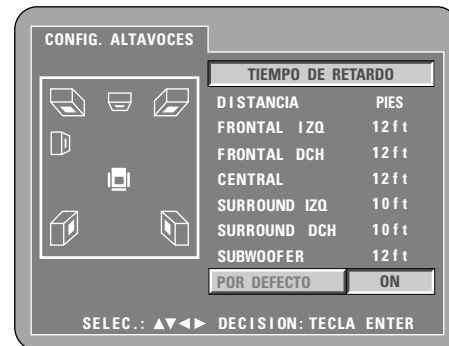 CONFIG. ALTAVOCES
TIEMPO DE RETARDO
DISTANCIA PIES
FRONTAL IZQ 12ft
FRONTAL DCH 12ft
CENTRAL 12ft
SURROUND IZQ 10ft
SURROUND DCH 10ft
SUBWOOFER 12ft
POR DEFECTO ON
SELEC.: ▲▼◄► DECISION: TECLA ENTER